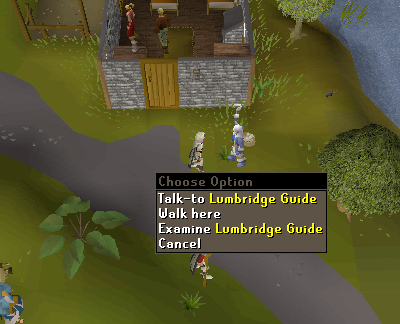 Choose Option
Talk-to Lumbridge Guide
Walk here
Examine Lumbridge Guide
Cancel